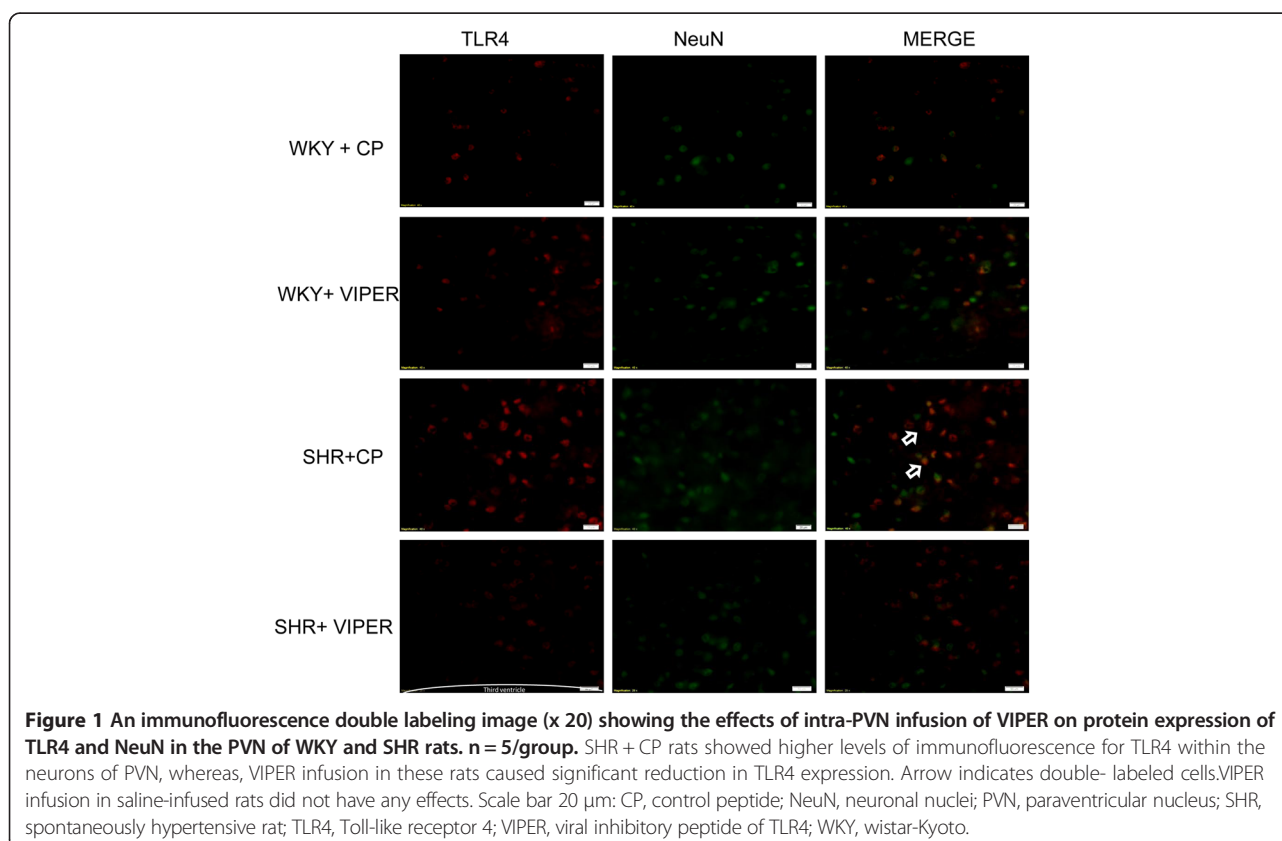 TLR4 NeuN MERGE
WKY + CP
WKY+ VIPER
SHR+CP
SHR+ VIPER
Third ventricle
Figure 1 An immunofluorescence double labeling image (x 20) showing the effects of intra-PVN infusion of VIPER on protein expression of
TLR4 and NeuN in the PVN of WKY and SHR rats. n = 5/group. SHR + CP rats showed higher levels of immunofluorescence for TLR4 within the
neurons of PVN, whereas, VIPER infusion in these rats caused significant reduction in TLR4 expression. Arrow indicates double- labeled cells.VIPER
infusion in saline-infused rats did not have any effects. Scale bar 20 μm: CP, control peptide; NeuN, neuronal nuclei; PVN, paraventricular nucleus; SHR,
spontaneously hypertensive rat; TLR4, Toll-like receptor 4; VIPER, viral inhibitory peptide of TLR4; WKY, wistar-Kyoto.